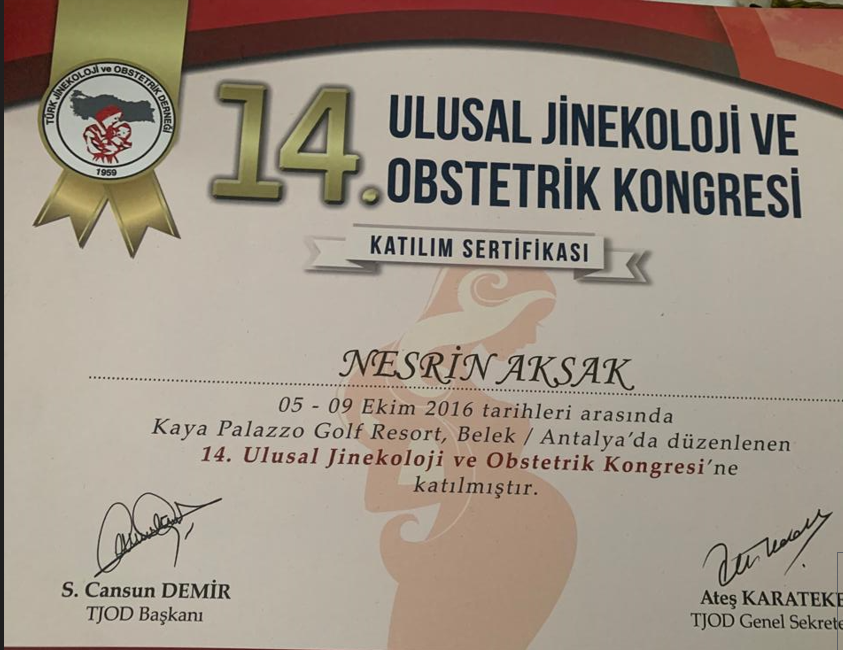 TÜRK JİNEKOLOJİ ve OBSTETRİK DERNEĞİ
1959
14. ULUSAL JİNEKOLOJİ VE
OBSTETRİK KONGRESİ
KATILIM SERTİFİKASI
NESRİN AKSAK
05 - 09 Ekim 2016 tarihleri arasında
Kaya Palazzo Golf Resort, Belek / Antalya'da düzenlenen
14. Ulusal Jinekoloji ve Obstetrik Kongresi'ne
katılmıştır.
S. Cansun DEMİR
TJOD Başkanı
Ateş
TJOD Genel